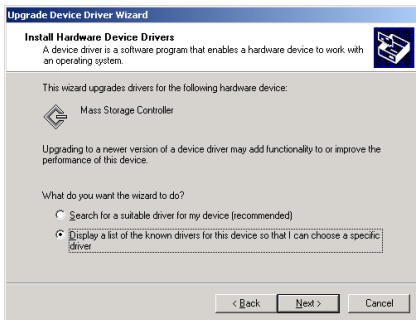 Upgrade Device Driver Wizard
Install Hardware Device Drivers
A device driver is a software program that enables a hardware device to work with
an operating system.
This wizard upgrades drivers for the following hardware device:
Mass Storage Controller
Upgrading to a newer version of a device driver may add functionality to or improve the
performance of this device.
What do you want the wizard to do?
Search for a suitable driver for my device (recommended)
Display a list of the known drivers for this device so that I can choose a specific
driver
< Back
Next >
Cancel